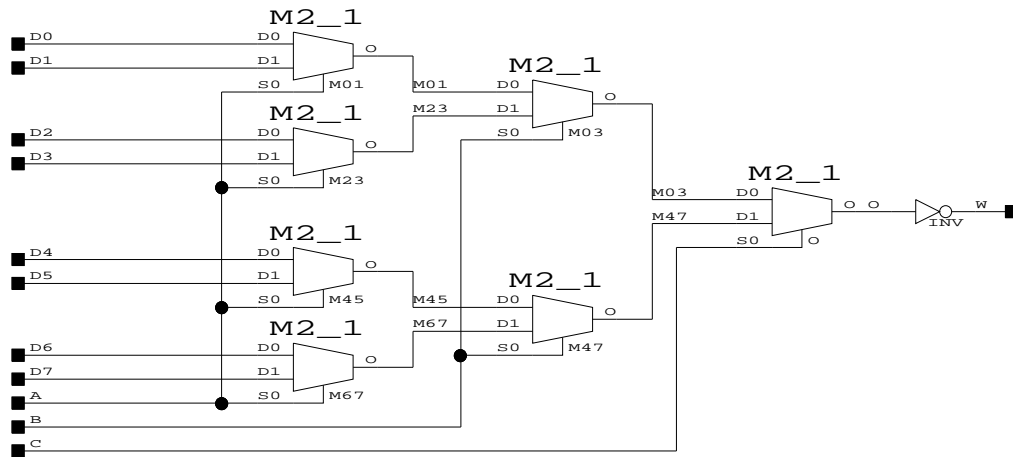 M2_1
D0 D0 O
D1 D1
S0 M01
M01 D0 M2_1 O
M2_1
M23 D1
D2 D0 O
S0 M03
D3 D1
S0 M23
M2_1
M03 D0
O O W
M47 D1
INV
M2_1
S0 O
D4 D0 O
D5 D1
M2_1
S0 M45
M45 D0 O
M2_1
M67 D1
D6 D0 O
S0 M47
D7 D1
A S0 M67
B
C